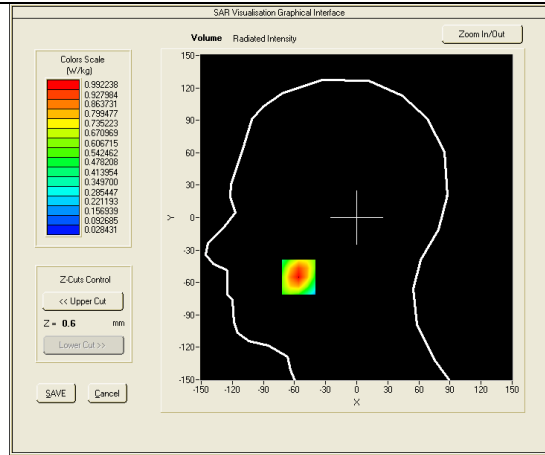 SAR Visualisation Graphical Interface
Volume Radiated Intensity
Zoom In/Out
Colors Scale
(W/kg)
0.992238
0.927984
0.863731
0.799477
0.735223
0.670969
0.606715
0.542462
0.478208
0.413954
0.349700
0.285447
0.221193
0.156939
0.092685
0.028431
Z-Cuts Control
<< Upper Cut
Z = 0.6 mm
Lower Cut >>
SAVE
Cancel
150
120
90
60
30
0
-30
-60
-90
-120
-150
Y
-150 -120 -90 -60 -30 0 30 60 90 120 150
X